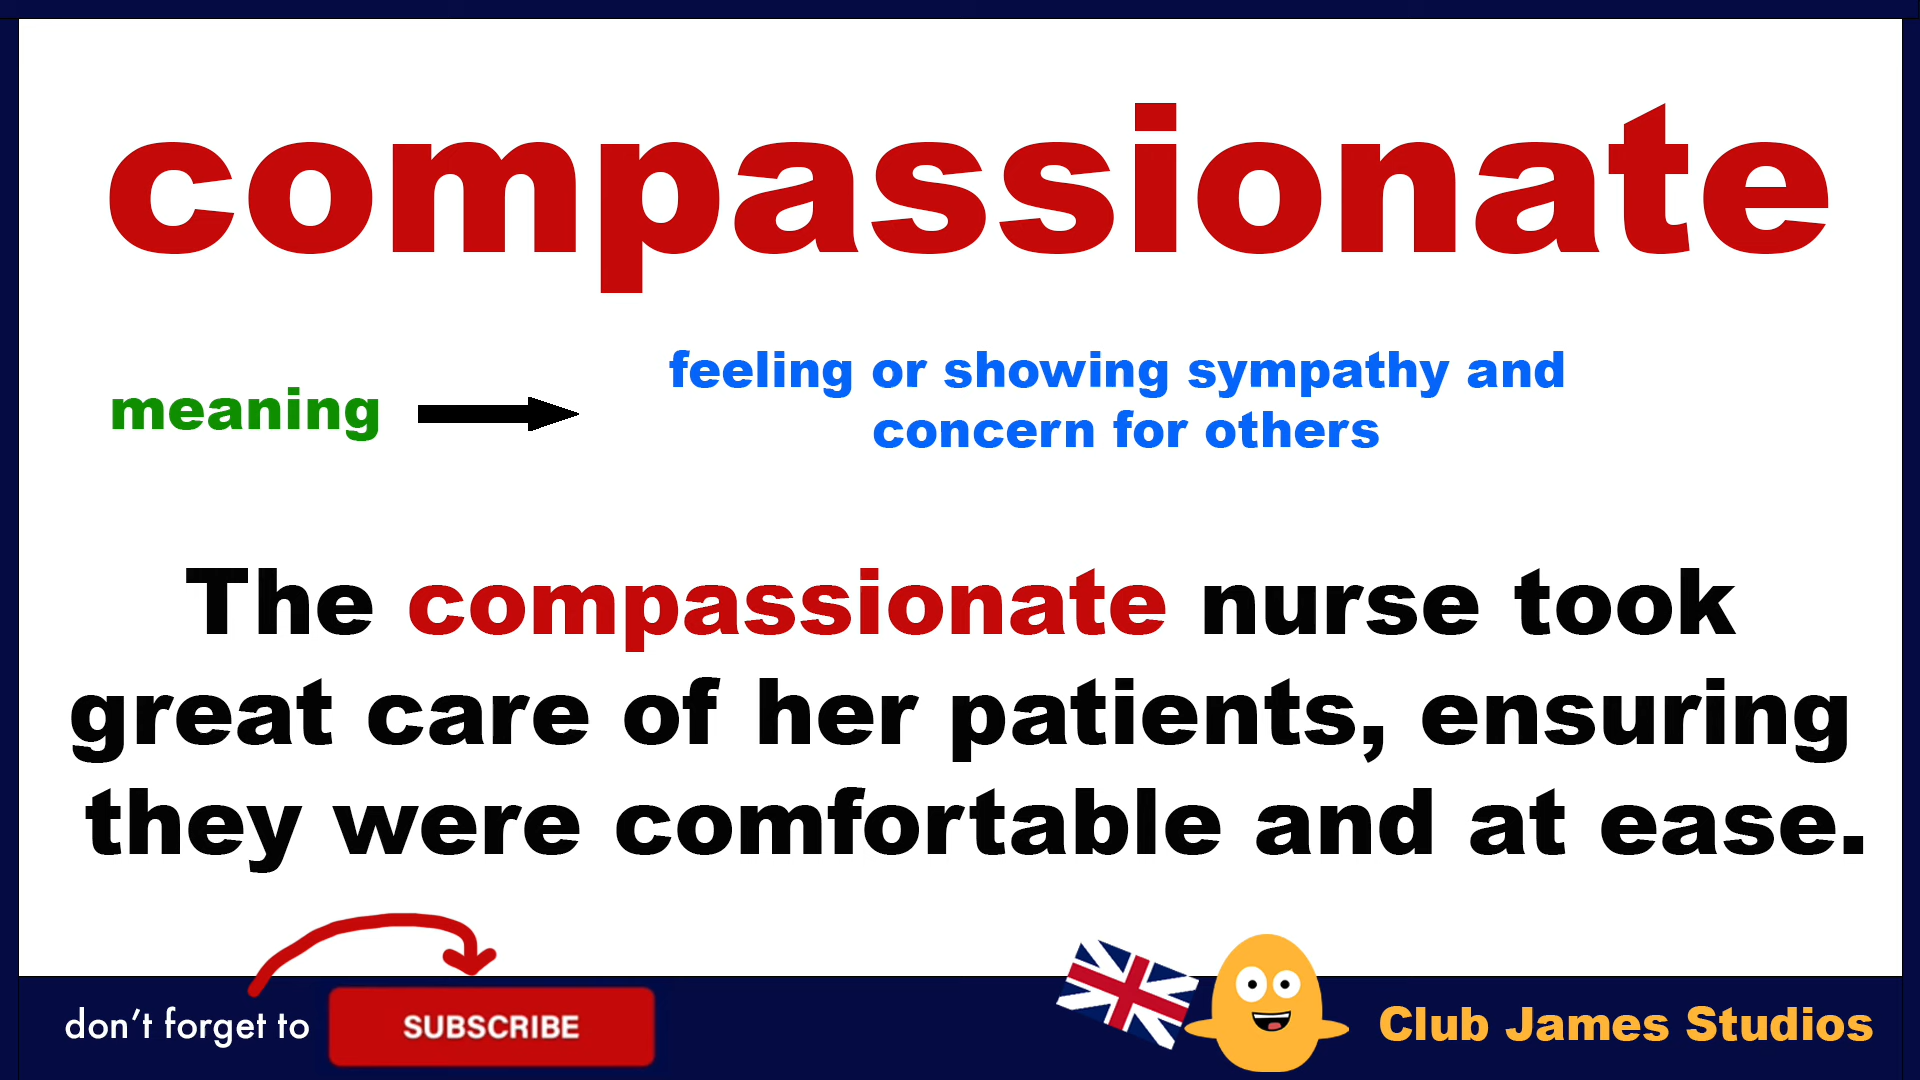 compassionate
meaning
feeling or showing sympathy and
concern for others
The compassionate nurse took
great care of her patients, ensuring
they were comfortable and at ease.
don't forget to
SUBSCRIBE
Club James Studios